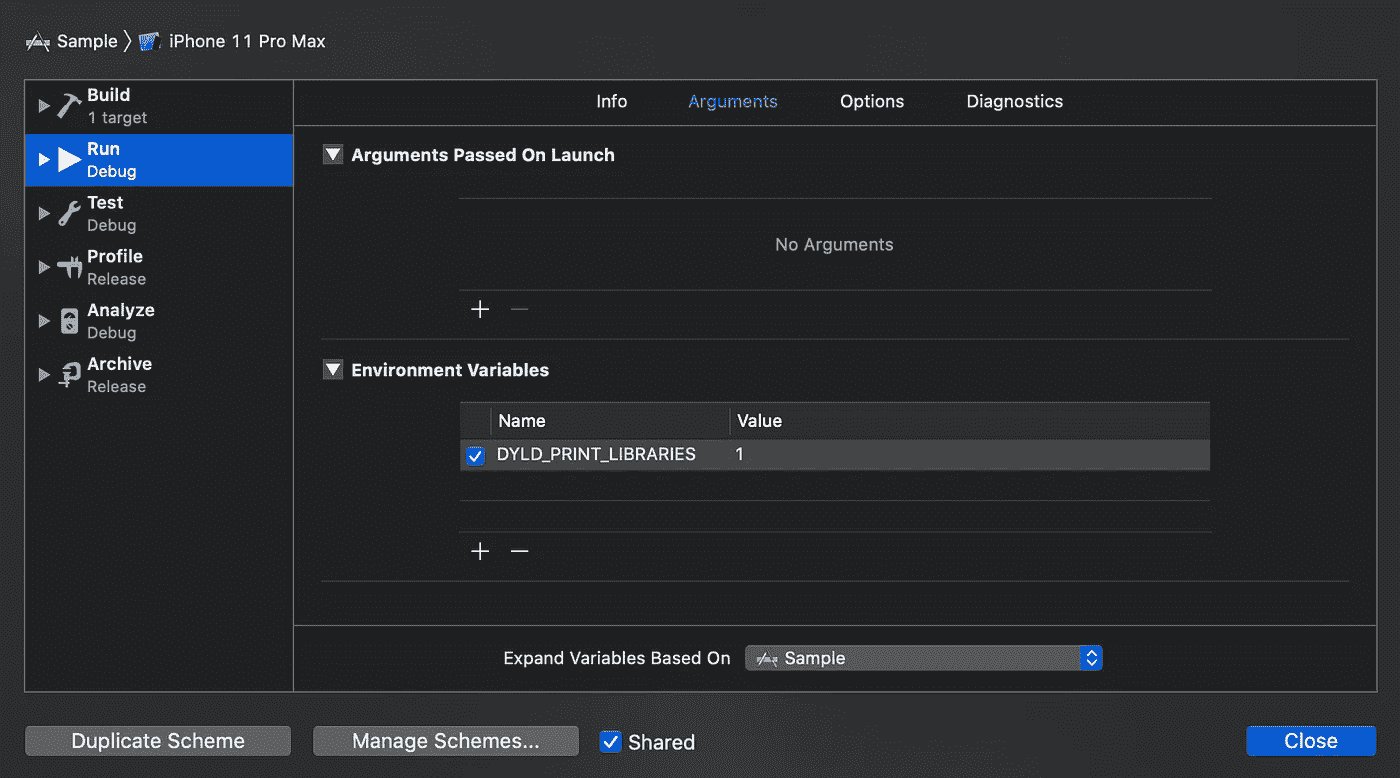 Sample 〉 iPhone 11 Pro Max
Build
1 target
Run
Debug
Test
Debug
Profile
Release
Analyze
Debug
Archive
Release
Info Arguments Options Diagnostics
Arguments Passed On Launch
No Arguments
Environment Variables
Name Value
DYLD_PRINT_LIBRARIES 1
Expand Variables Based On Sample
Duplicate Scheme Manage Schemes... Shared Close